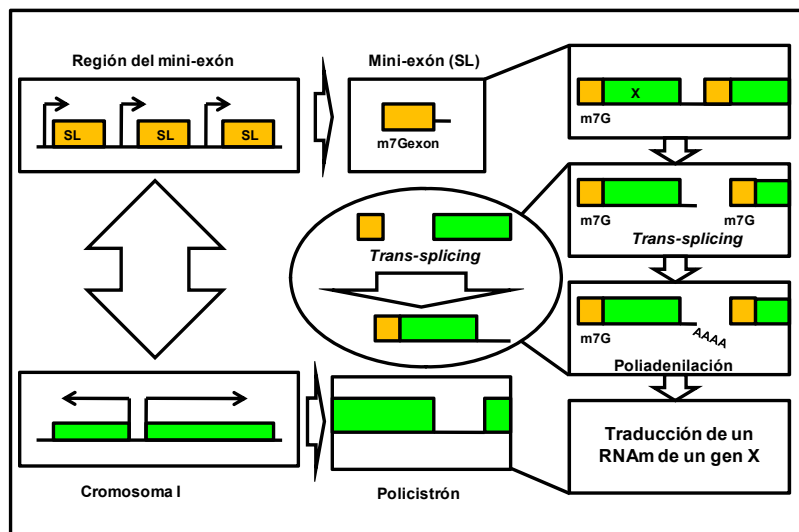 Región del mini-exón
SL
SL
SL
Mini-exón (SL)
m7Gexon
X
m7G
m7G
m7G
Trans-splicing
Trans-splicing
m7G
AAAA
Poliadenilación
Cromosoma I
Policistrón
Traducción de un
RNAm de un gen X